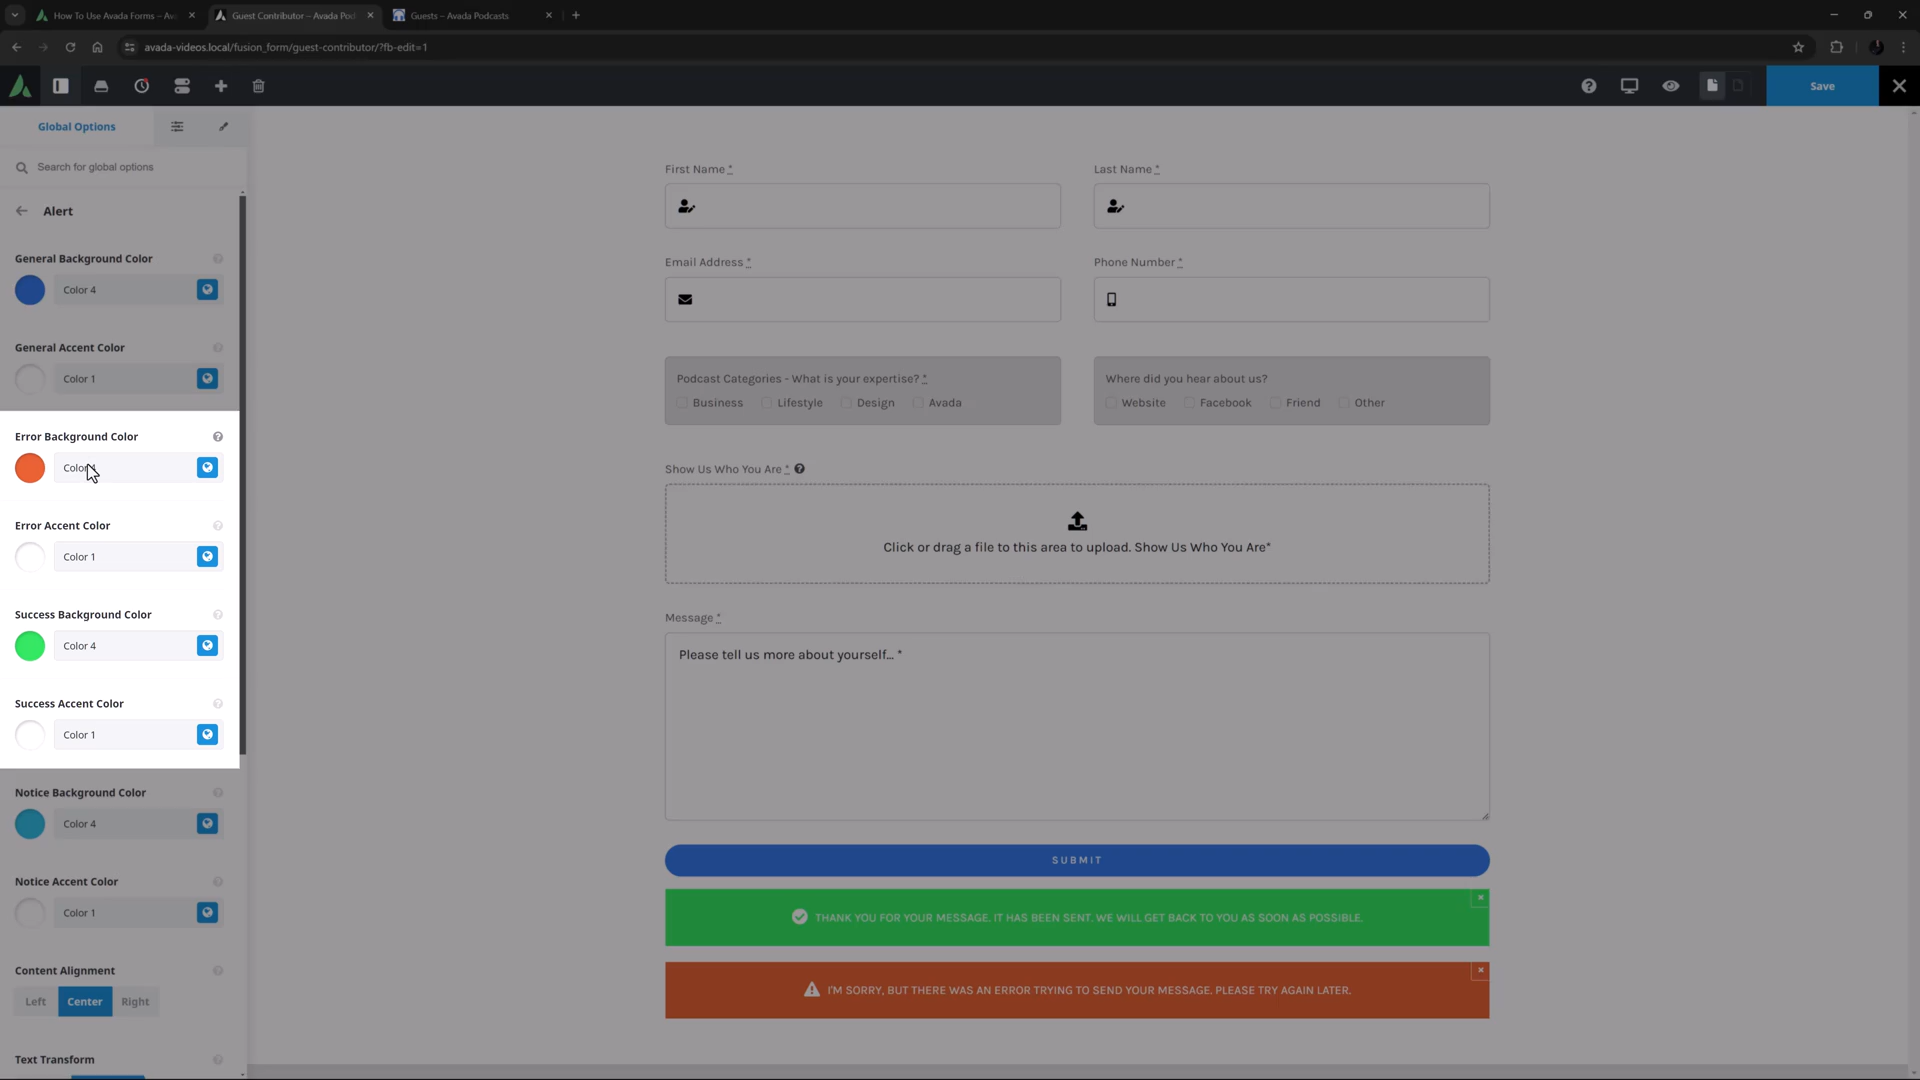 How To Use Avada Forms – Av
Guest Contributor – Avada Pod
Guests – Avada Podcasts
avada-videos.local/fusion_form/guest-contributor/?fb-edit=1
Save
Global Options
Search for global options
Alert
General Background Color
Color 4
General Accent Color
Color 1
Error Background Color
Color
Error Accent Color
Color 1
Success Background Color
Color 4
Success Accent Color
Color 1
Notice Background Color
Color 4
Notice Accent Color
Color 1
Content Alignment
Left Center Right
Text Transform
First Name *
Last Name *
Email Address *
Phone Number *
Podcast Categories - What is your expertise? *
Business Lifestyle Design Avada
Where did you hear about us?
Website Facebook Friend Other
Show Us Who You Are *
Click or drag a file to this area to upload. Show Us Who You Are*
Message *
Please tell us more about yourself... *
SUBMIT
THANK YOU FOR YOUR MESSAGE. IT HAS BEEN SENT. WE WILL GET BACK TO YOU AS SOON AS POSSIBLE.
I'M SORRY, BUT THERE WAS AN ERROR TRYING TO SEND YOUR MESSAGE. PLEASE TRY AGAIN LATER.